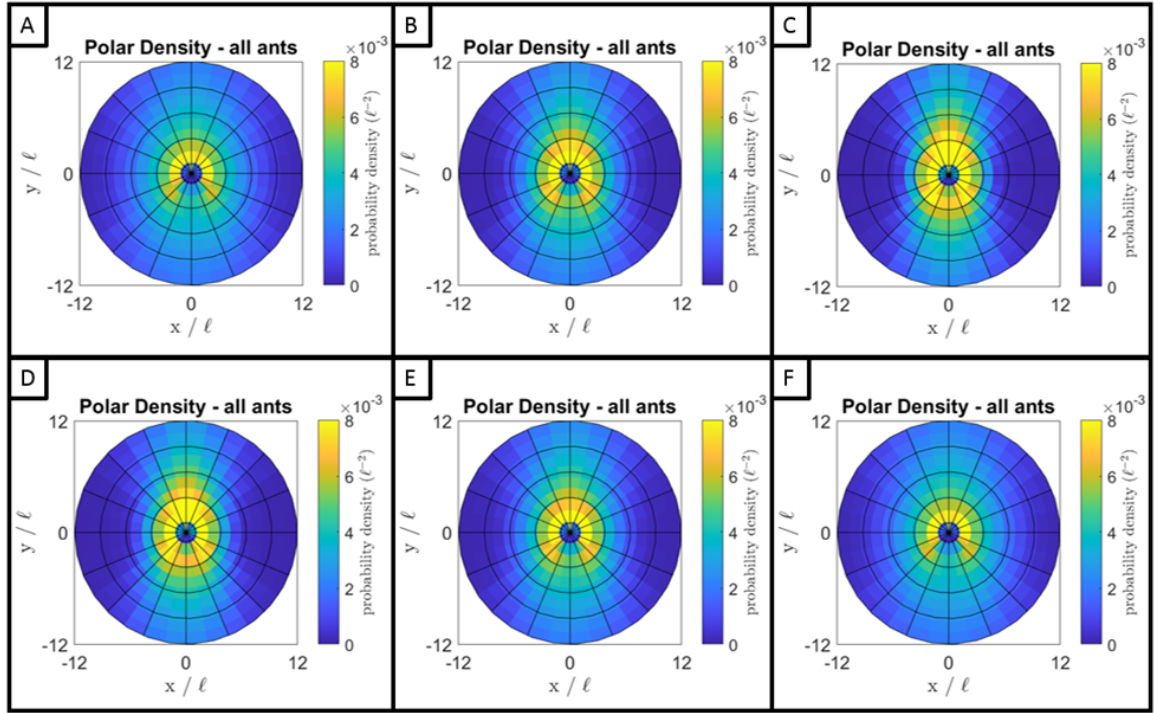 A
Polar Density - all ants
×10⁻³
12
0
-12
-12
0
12
y / ℓ
x / ℓ
8
6
4
2
0
probability density (ℓ⁻²)
B
Polar Density - all ants
×10⁻³
12
0
-12
-12
0
12
y / ℓ
x / ℓ
8
6
4
2
0
probability density (ℓ⁻²)
C
Polar Density - all ants
×10⁻³
12
0
-12
-12
0
12
y / ℓ
x / ℓ
8
6
4
2
0
probability density (ℓ⁻²)
D
Polar Density - all ants
×10⁻³
12
0
-12
-12
0
12
y / ℓ
x / ℓ
8
6
4
2
0
probability density (ℓ⁻²)
E
Polar Density - all ants
×10⁻³
12
0
-12
-12
0
12
y / ℓ
x / ℓ
8
6
4
2
0
probability density (ℓ⁻²)
F
Polar Density - all ants
×10⁻³
12
0
-12
-12
0
12
y / ℓ
x / ℓ
8
6
4
2
0
probability density (ℓ⁻²)